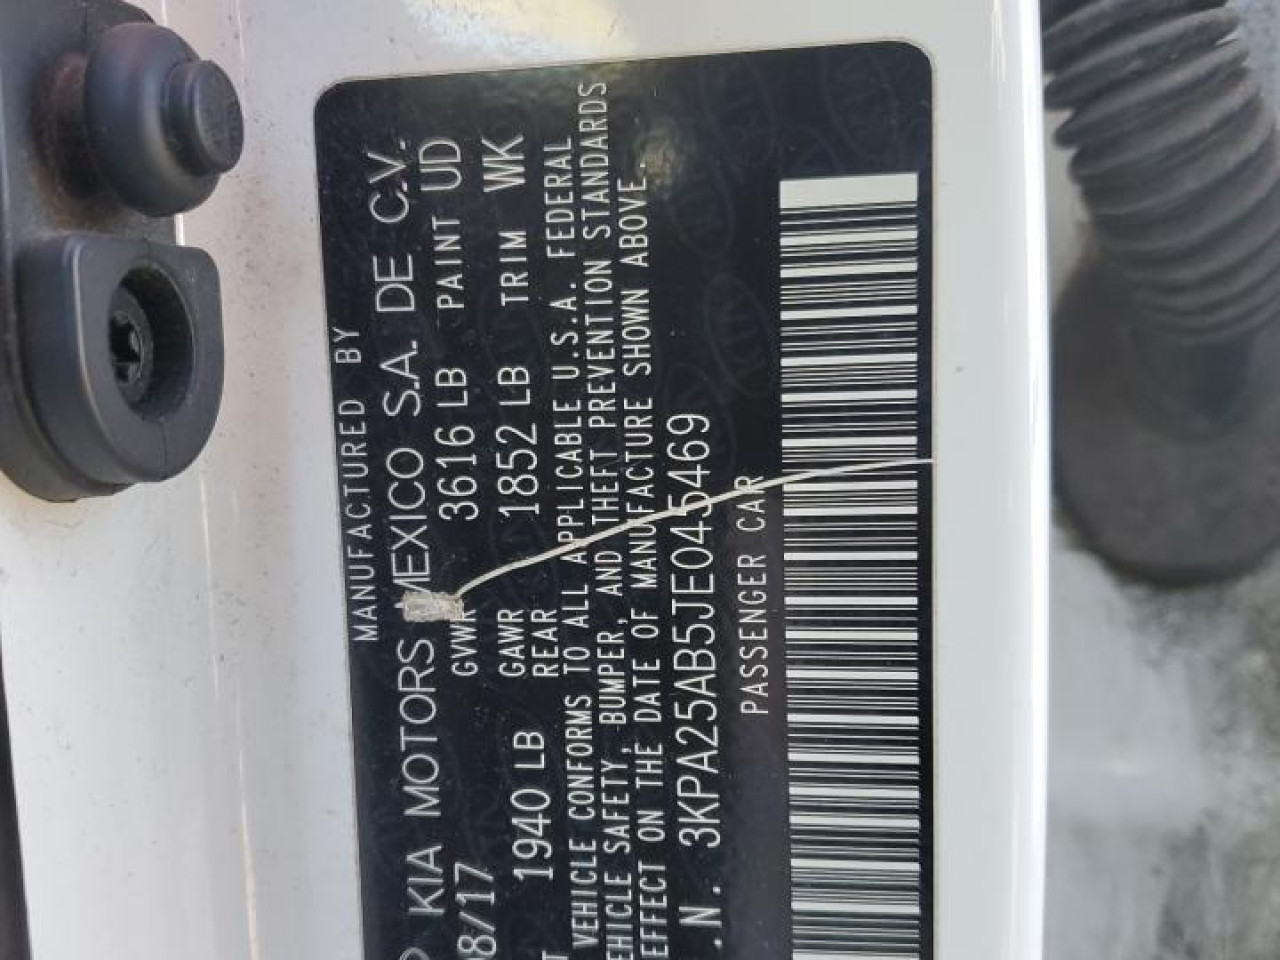 MANUFACTURED BY
KIA MOTORS MEXICO S.A. DE C.V.
8/17 GVWR 3616 LB PAINT UD
1940 LB GAWR REAR 1852 LB TRIM WK
VEHICLE CONFORMS TO ALL APPLICABLE U.S.A. FEDERAL
SAFETY, BUMPER, AND THEFT PREVENTION STANDARDS
EFFECT ON THE DATE OF MANUFACTURE SHOWN ABOVE.
.N. 3KPA25AB5JE045469
PASSENGER CAR